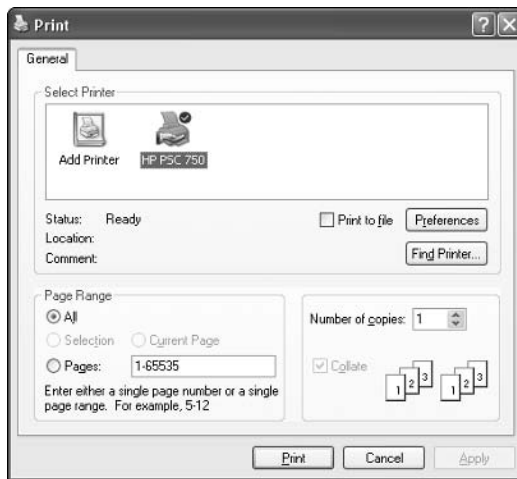 Print
General
Select Printer
Add Printer
HP PSC 750
Status: Ready
Location:
Comment:
Print to file
Preferences
Find Printer...
Page Range
All
Selection
Current Page
Pages:
1-65535
Enter either a single page number or a single
page range. For example, 5-12
Number of copies: 1
Collate
1 2 3 1 2 3
Print
Cancel
Apply